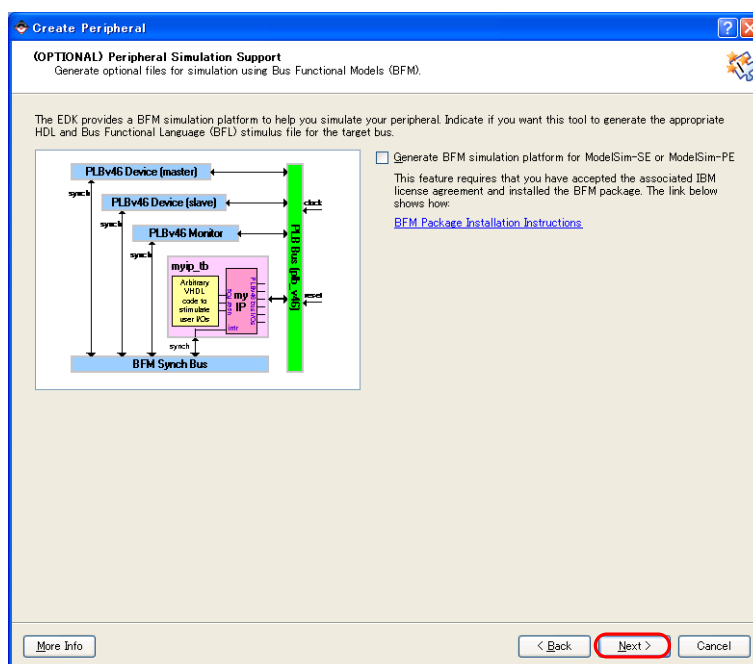 Create Peripheral
(OPTIONAL) Peripheral Simulation Support
Generate optional files for simulation using Bus Functional Models (BFM).
The EDK provides a BFM simulation platform to help you simulate your peripheral. Indicate if you want this tool to generate the appropriate
HDL and Bus Functional Language (BFL) stimulus file for the target bus.
PLBv46 Device (master)
synch
PLBv46 Device (slave)
synch
clock
PLBv46 Monitor
synch
PLB Bus (plb_v46)
myip_tb
Arbitrary
VHDL
code to
stimulate
user I/Os
my
IP
PLBv46 bus I/Os
intr
reset
synch
BFM Synch Bus
Generate BFM simulation platform for ModelSim-SE or ModelSim-PE
This feature requires that you have accepted the associated IBM
license agreement and installed the BFM package. The link below
shows how:
BFM Package Installation Instructions
More Info
< Back
Next >
Cancel